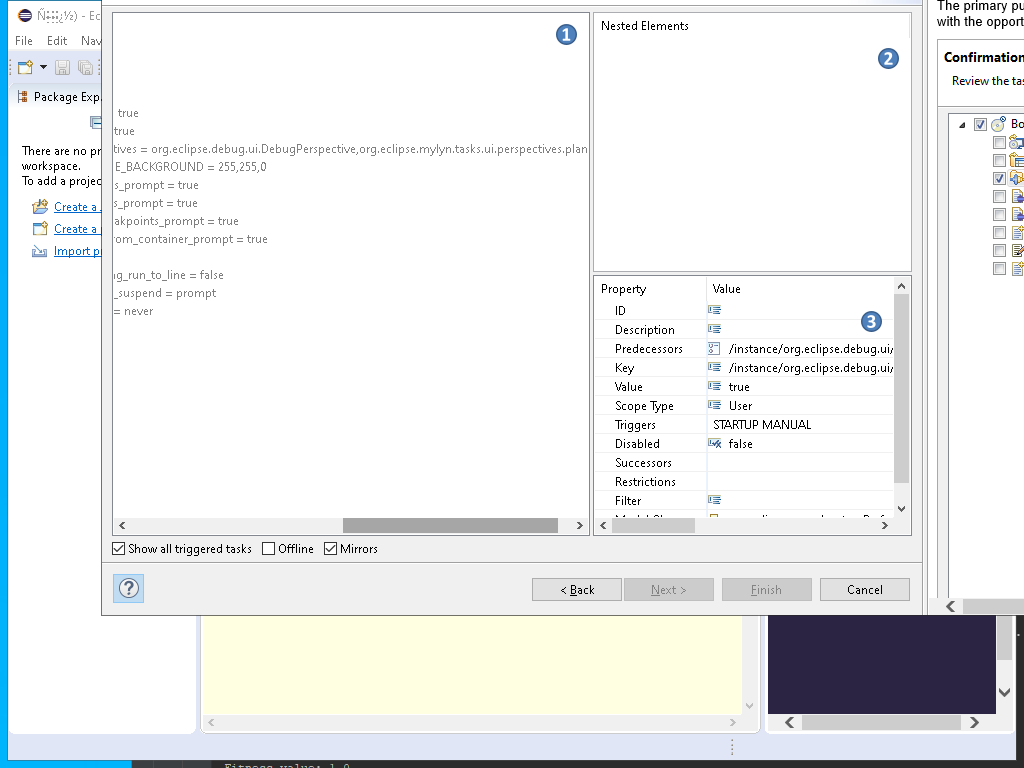 File Edit Nav
Package Exp
There are no pr
workspace.
To add a projec
Create a
Create a
Import p
1
true
true
tives = org.eclipse.debug.ui.DebugPerspective,org.eclipse.mylyn.tasks.ui.perspectives.plan
E_BACKGROUND = 255,255,0
s_prompt = true
s_prompt = true
akpoints_prompt = true
rom_container_prompt = true
g_run_to_line = false
_suspend = prompt
= never
Nested Elements
2
Property Value
3
ID
Description
Predecessors /instance/org.eclipse.debug.ui/
Key /instance/org.eclipse.debug.ui/
Value true
Scope Type User
Triggers STARTUP MANUAL
Disabled false
Successors
Restrictions
Filter
Show all triggered tasks Offline Mirrors
?
< Back Next > Finish Cancel
The primary pu
with the opport
Confirmation
Review the tas
Bo